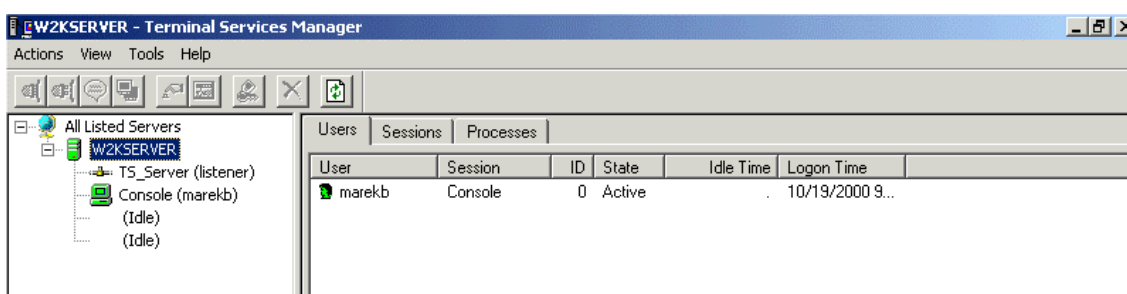 W2KSERVER - Terminal Services Manager
Actions View Tools Help
All Listed Servers
W2KSERVER
TS_Server (listener)
Console (marekb)
(Idle)
(Idle)
Users Sessions Processes
User Session ID State Idle Time Logon Time
marekb Console 0 Active . 10/19/2000 9...